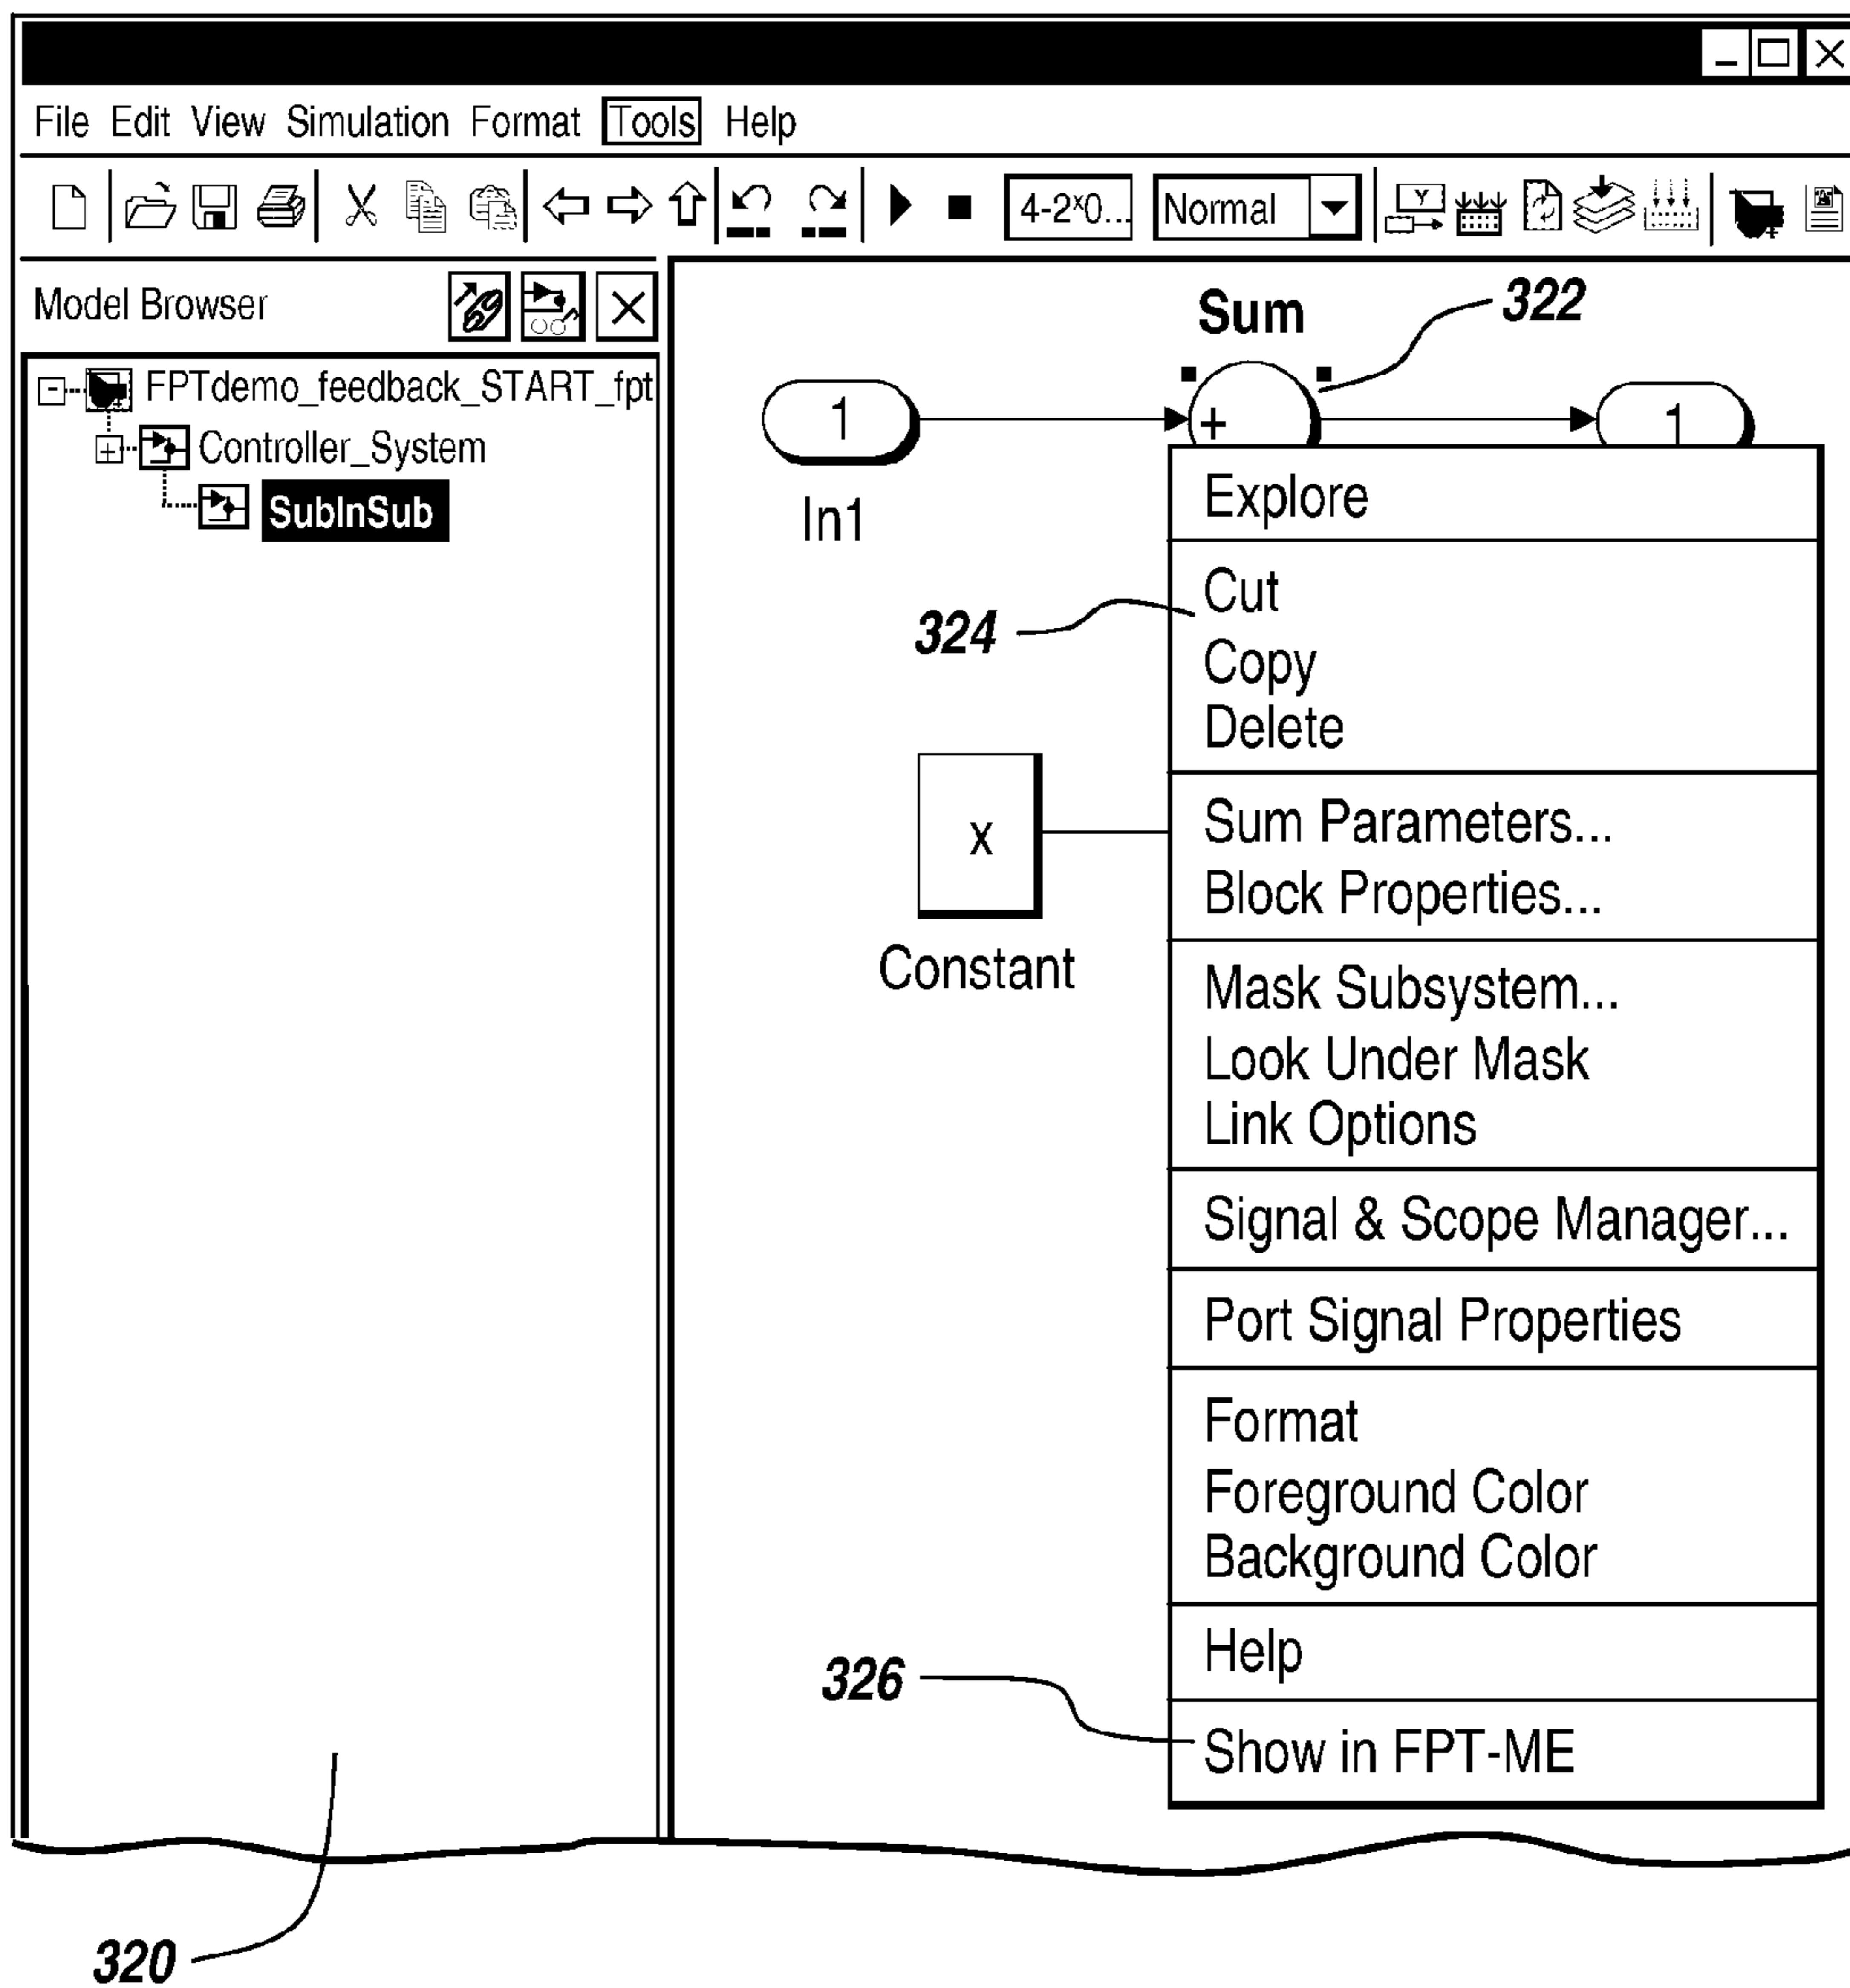 File Edit View Simulation Format Tools Help
4-2ˣ0... Normal
Y
Model Browser
FPTdemo_feedback_START_fpt
Controller_System
SubInSub
Sum
322
1
+
1
In1
Explore
324
Cut
Copy
Delete
x
Constant
Sum Parameters...
Block Properties...
Mask Subsystem...
Look Under Mask
Link Options
Signal & Scope Manager...
Port Signal Properties
Format
Foreground Color
Background Color
Help
326
Show in FPT-ME
320